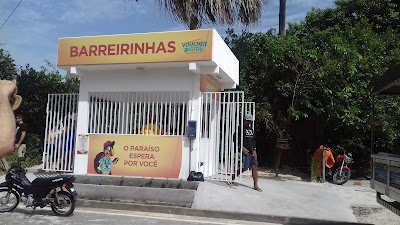 BARREIRINHAS
VOUCHER
DIGITAL
O PARAÍSO
ESPERA
POR VOCÊ